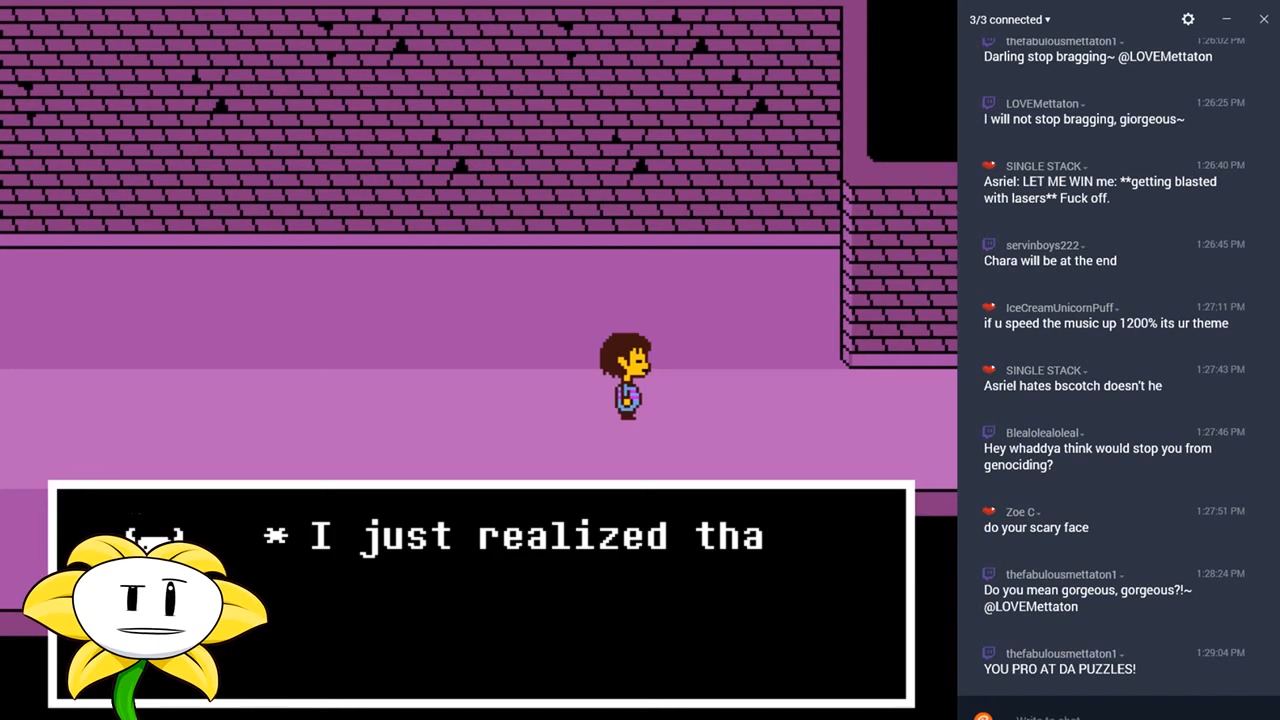 * I just realized tha
3/3 connected
thefabulousmettaton1 1:26:02 PM
Darling stop bragging~ @LOVEMettaton
LOVEMettaton 1:26:25 PM
I will not stop bragging, giorgeous~
SINGLE STACK 1:26:40 PM
Asriel: LET ME WIN me: **getting blasted
with lasers** Fuck off.
servinboys222 1:26:45 PM
Chara will be at the end
IceCreamUnicornPuff 1:27:11 PM
if u speed the music up 1200% its ur theme
SINGLE STACK 1:27:43 PM
Asriel hates bscotch doesn't he
Blealolealoleal 1:27:46 PM
Hey whaddya think would stop you from
genociding?
Zoe C 1:27:51 PM
do your scary face
thefabulousmettaton1 1:28:24 PM
Do you mean gorgeous, gorgeous?!~
@LOVEMettaton
thefabulousmettaton1 1:29:04 PM
YOU PRO AT DA PUZZLES!